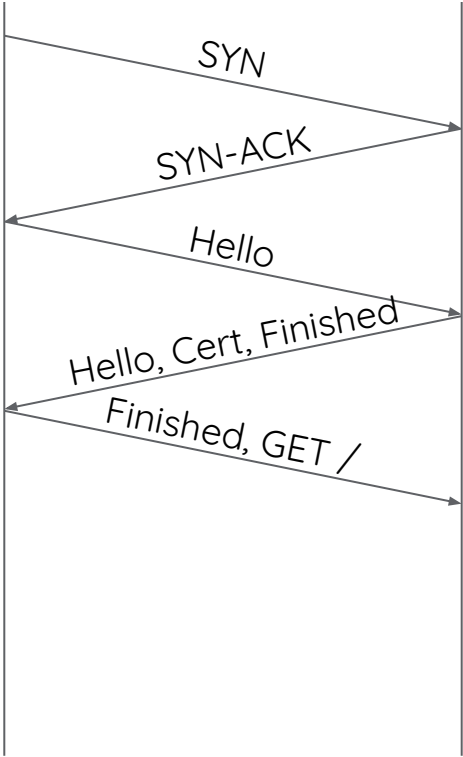 SYN
SYN-ACK
Hello
Hello, Cert, Finished
Finished, GET /